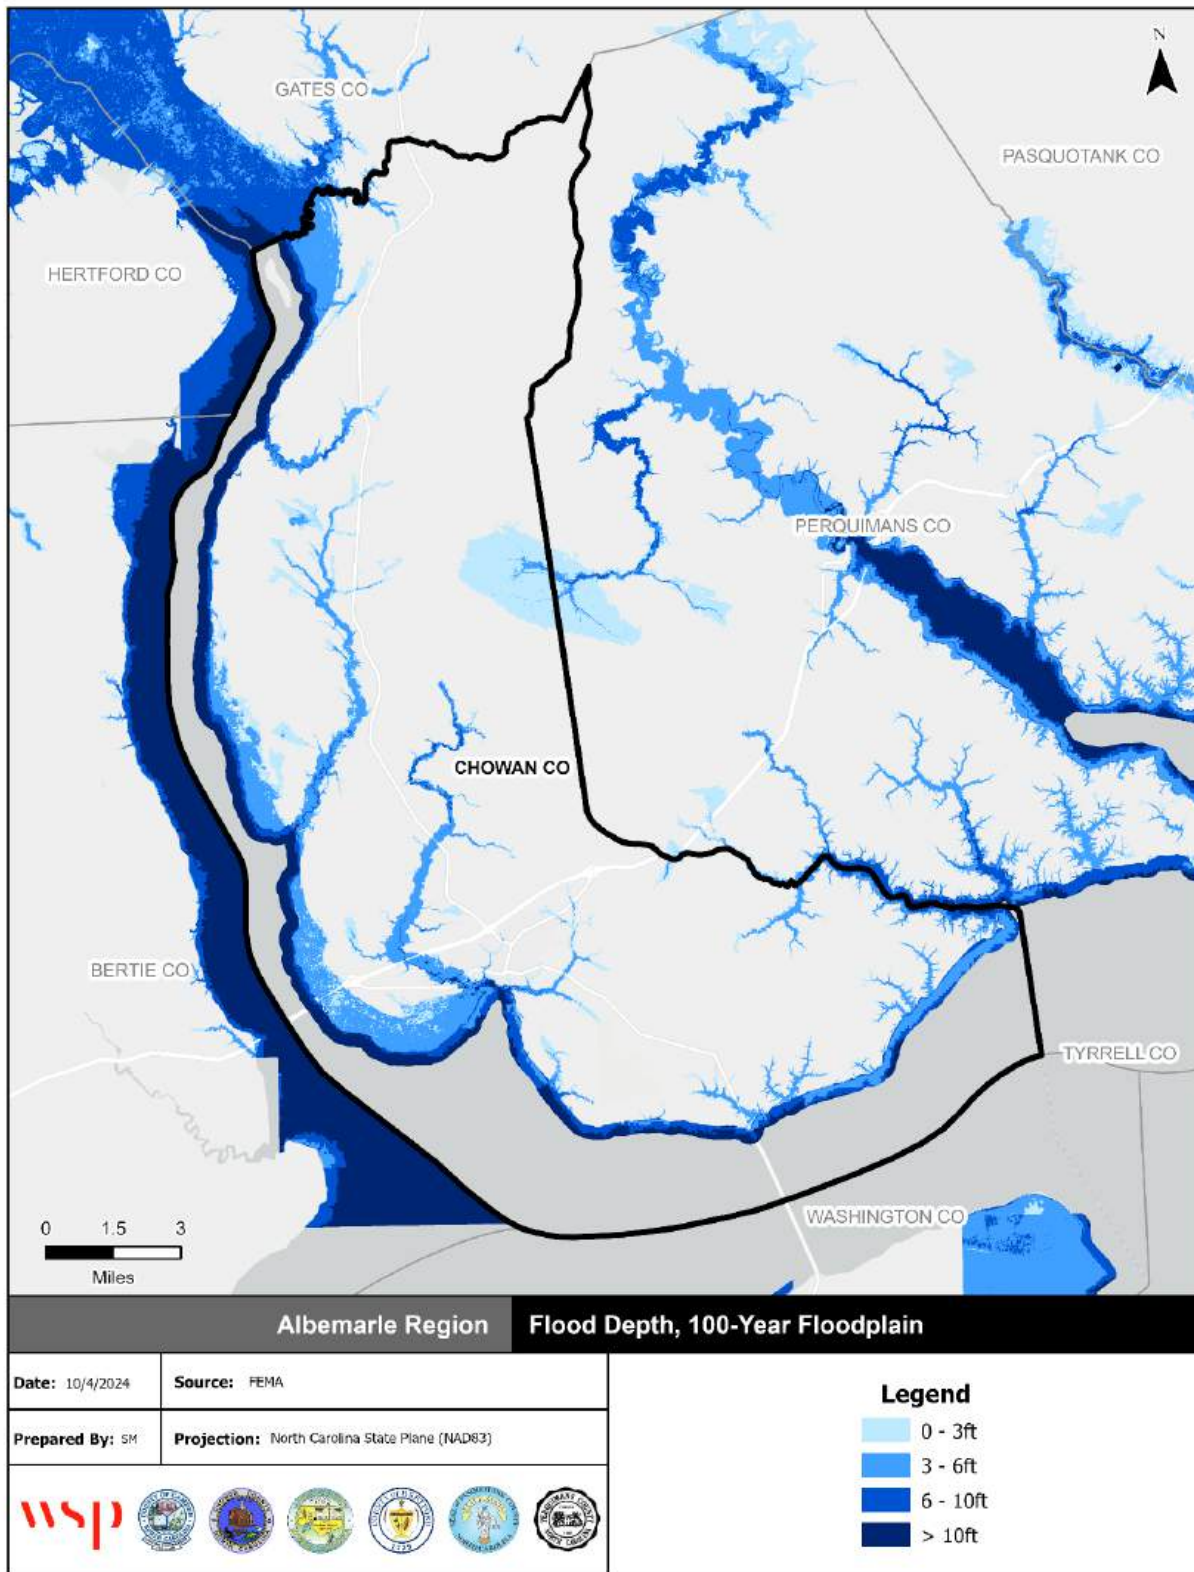 N
GATES CO
PASQUOTANK CO
HERTFORD CO
PERQUIMANS CO
CHOWAN CO
BERTIE CO
TYRRELL CO
WASHINGTON CO
0 1.5 3
Miles
Albemarle Region Flood Depth, 100-Year Floodplain
Date: 10/4/2024 Source: FEMA
Prepared By: SM Projection: North Carolina State Plane (NAD83)
Legend
0 - 3ft
3 - 6ft
6 - 10ft
> 10ft
wsp